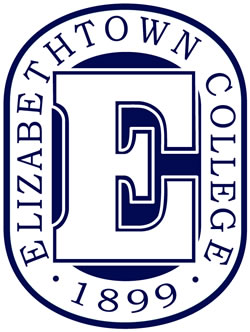 ELIZABETHTOWN COLLEGE
E
· 1899 ·